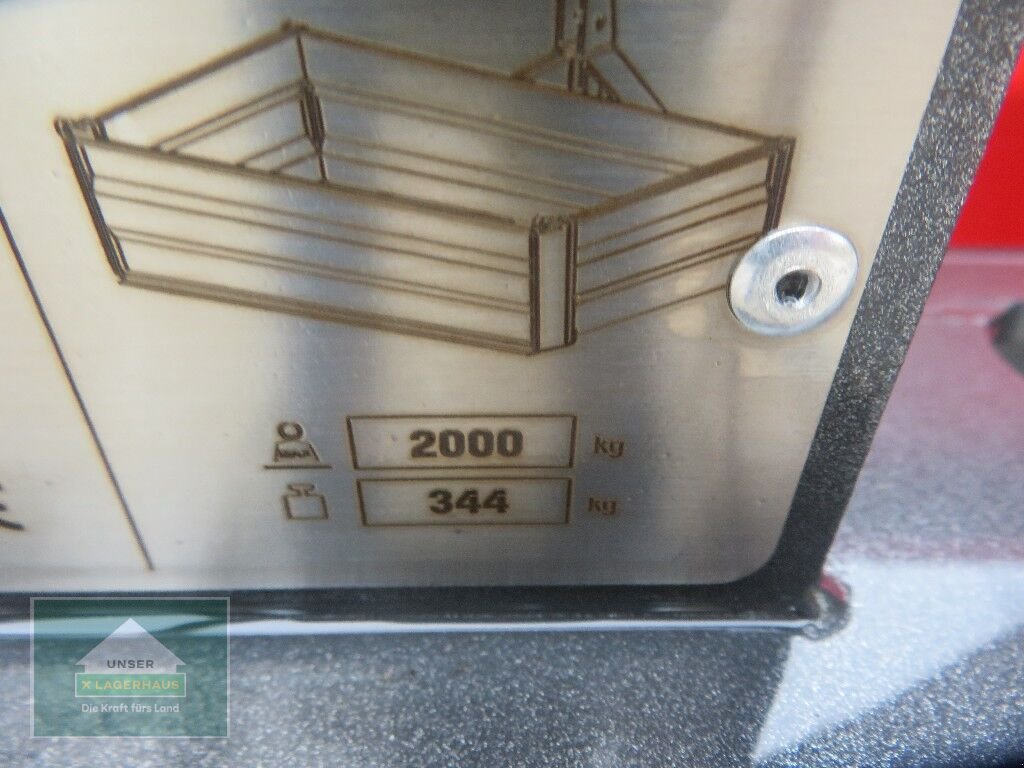 2000 kg
344 kg
UNSER
X LAGERHAUS
Die Kraft fürs Land